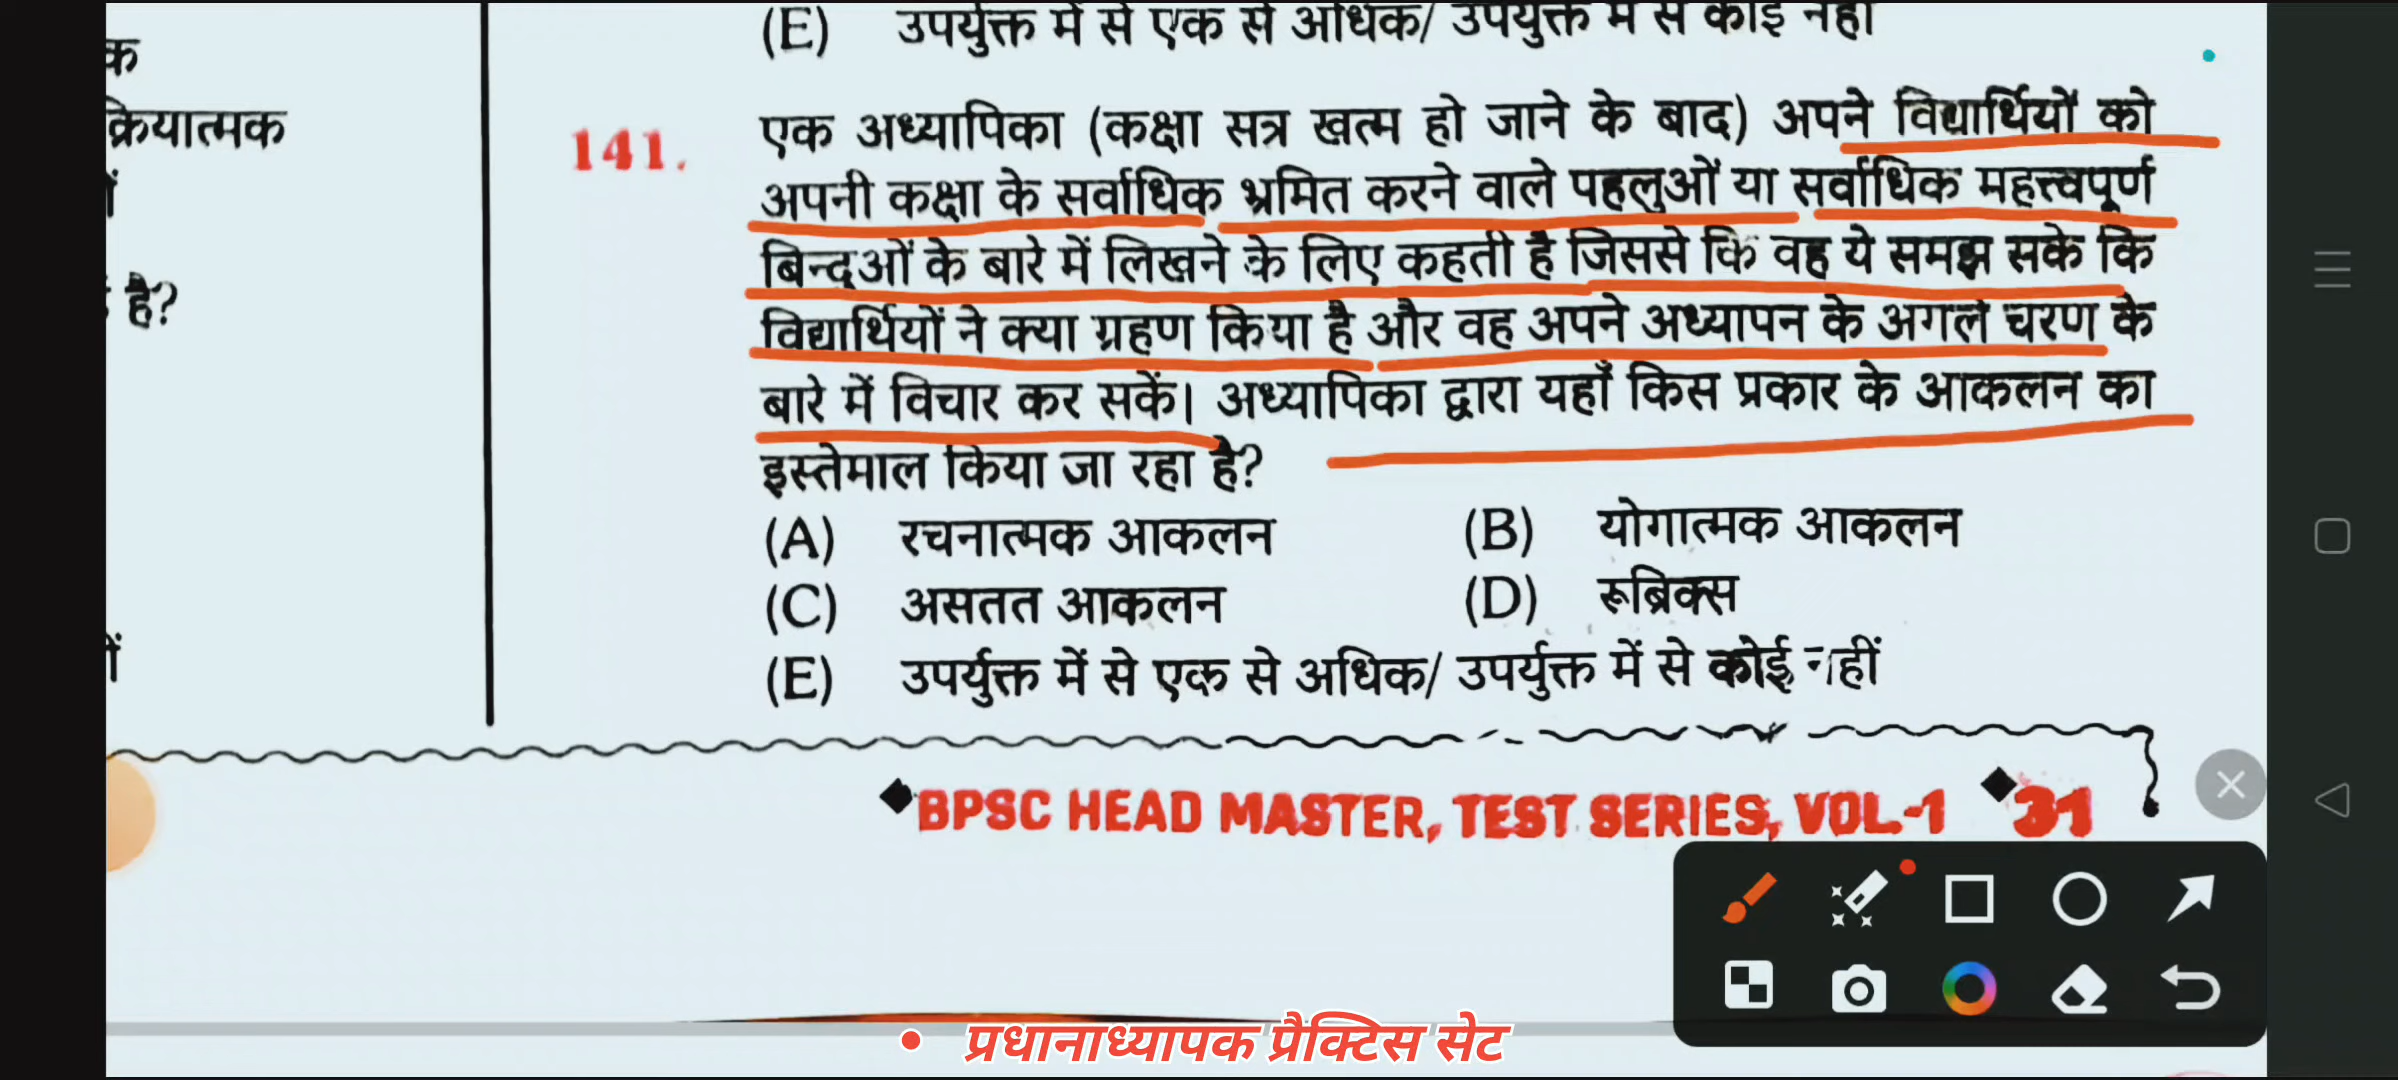 क
क्रियात्मक
है?
(E) उपर्युक्त में से एक से अधिक/ उपर्युक्त में से कोई नहीं
141. एक अध्यापिका (कक्षा सत्र खत्म हो जाने के बाद) अपने विद्यार्थियों को
अपनी कक्षा के सर्वाधिक भ्रमित करने वाले पहलुओं या सर्वाधिक महत्त्वपूर्ण
बिन्दुओं के बारे में लिखने के लिए कहती है जिससे कि वह ये समझ सके कि
विद्यार्थियों ने क्या ग्रहण किया है और वह अपने अध्यापन के अगले चरण के
बारे में विचार कर सकें। अध्यापिका द्वारा यहाँ किस प्रकार के आकलन का
इस्तेमाल किया जा रहा है?
(A) रचनात्मक आकलन (B) योगात्मक आकलन
(C) असतत आकलन (D) रूब्रिक्स
(E) उपर्युक्त में से एक से अधिक/ उपर्युक्त में से कोई नहीं
◆BPSC HEAD MASTER, TEST SERIES, VOL-1 ◆31
• प्रधानाध्यापक प्रैक्टिस सेट